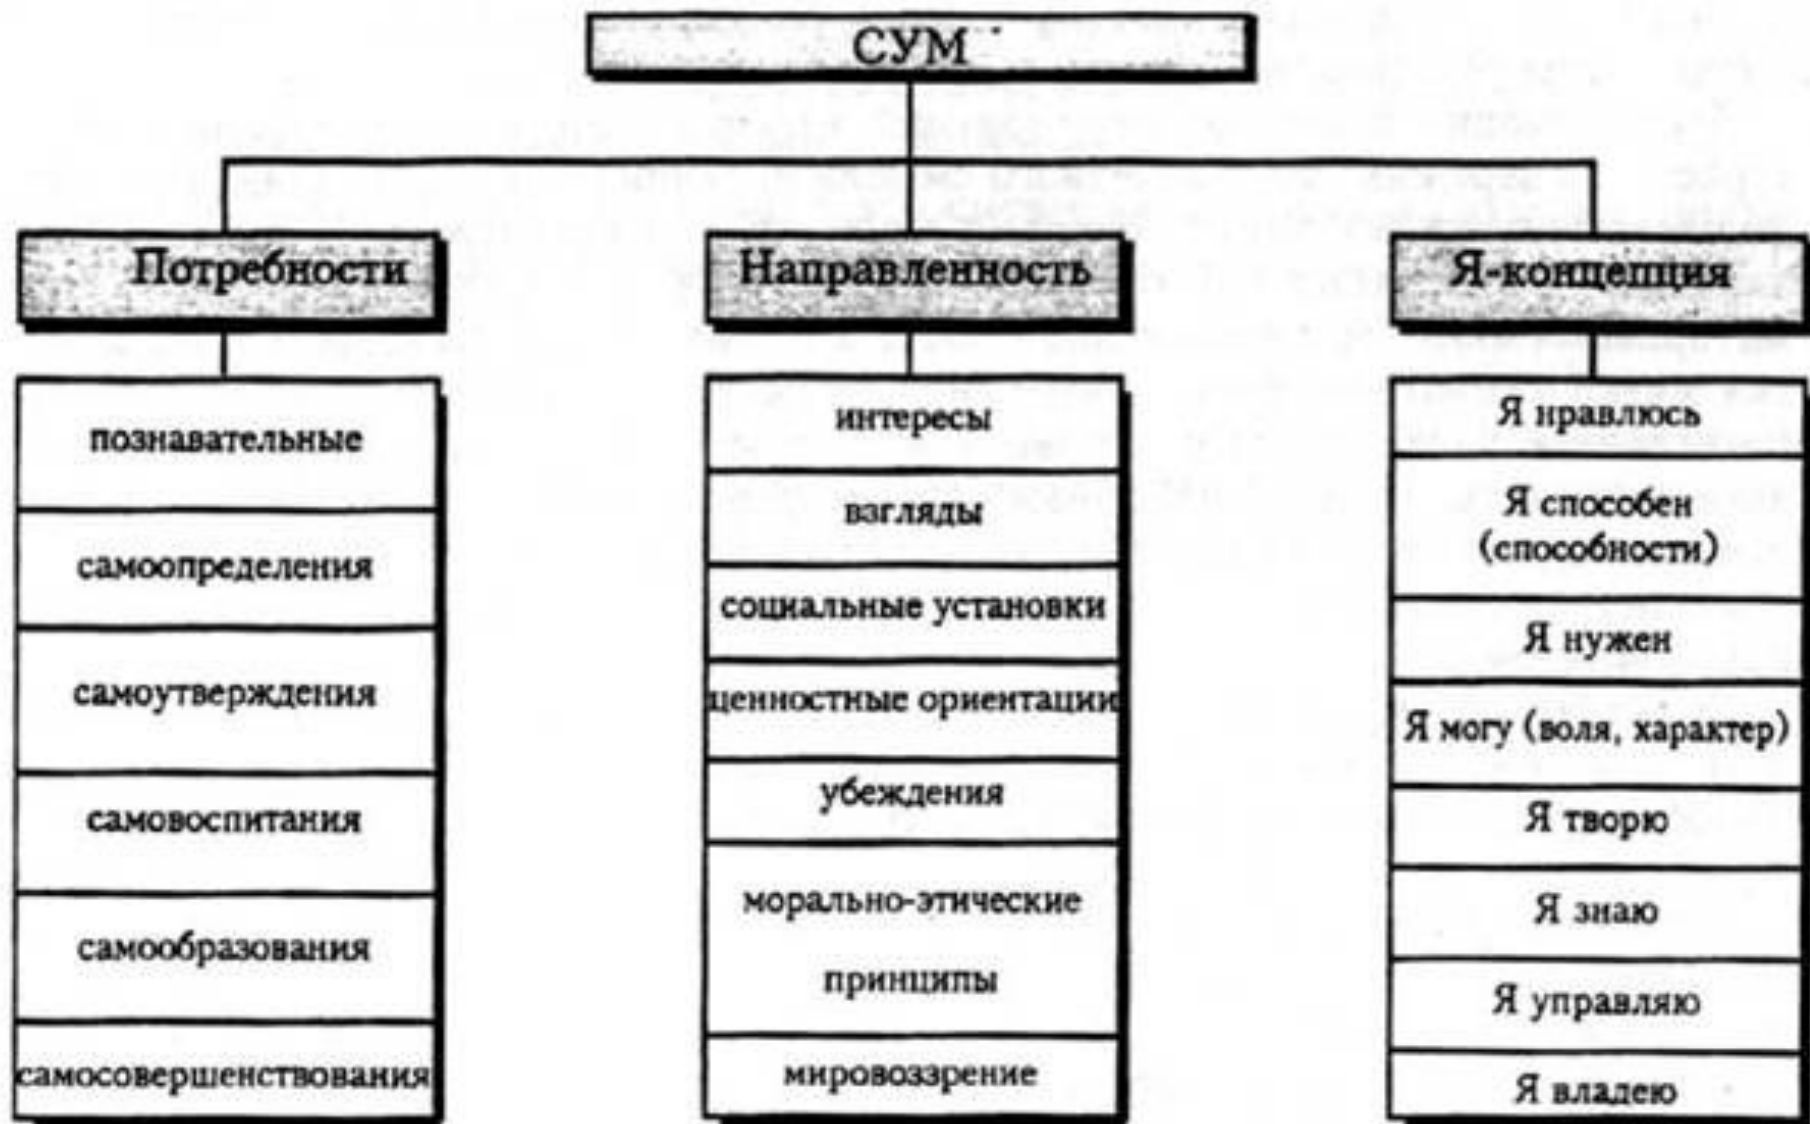 СУМ
Потребности
познавательные
самоопределения
самоутверждения
самовоспитания
самообразования
самосовершенствования
Направленность
интересы
взгляды
социальные установки
ценностные ориентации
убеждения
морально-этические
принципы
мировоззрение
Я-концепция
Я нравлюсь
Я способен
(способности)
Я нужен
Я могу (воля, характер)
Я творю
Я знаю
Я управляю
Я владею